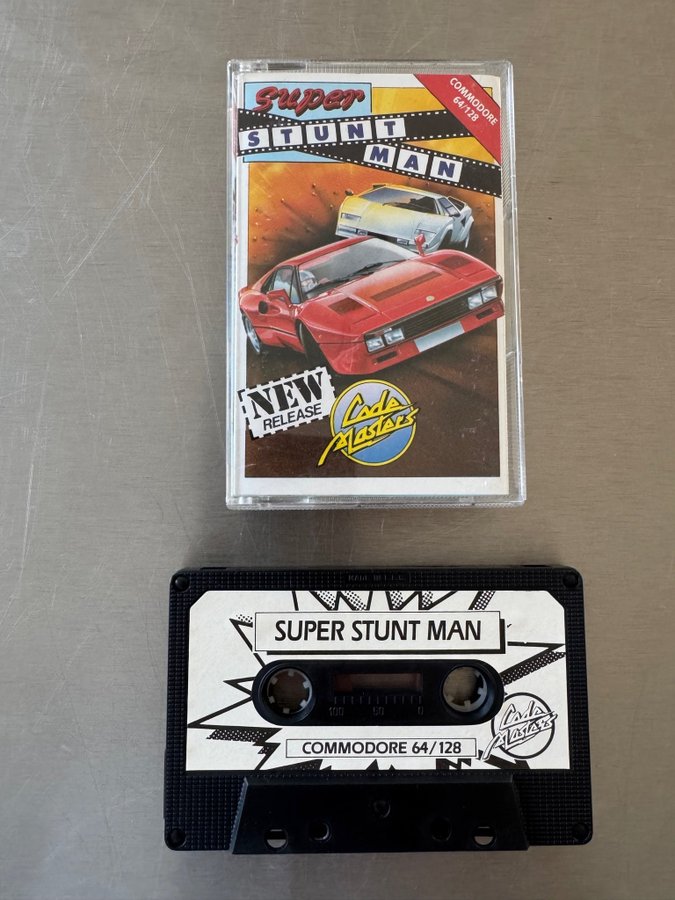 Super
STUNT
MAN
COMMODORE
64/128
NEW
RELEASE
Code
Masters
SUPER STUNT MAN
100 50 0
Code
Masters
COMMODORE 64/128